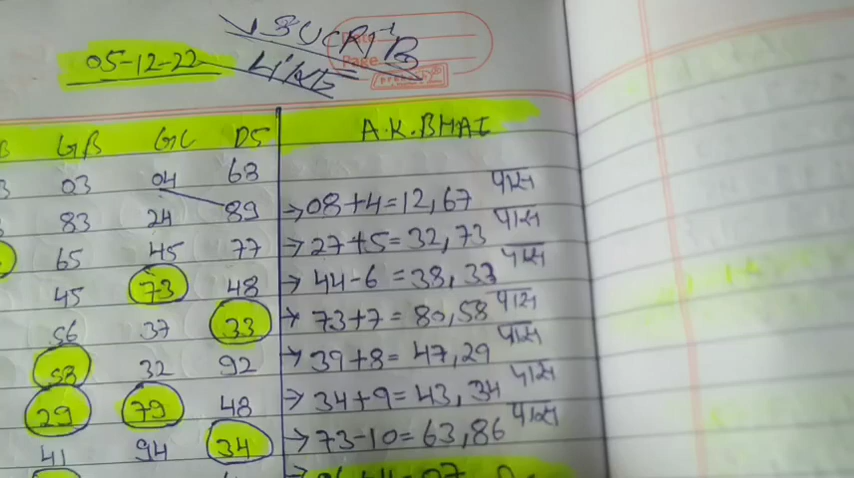 Date
Page
05-12-22
LINE
GB GC DS A.K.BHAI
03 04 68
83 24 89 →08+4=12,67 पास
65 45 77 →27+5=32,73 पास
45 73 48 →44-6=38,33 पास
56 37 33 →73+7=80,58 पास
58 32 92 →39+8=47,29 पास
29 79 48 →34+9=43,34 पास
41 94 34 →73-10=63,86 पास